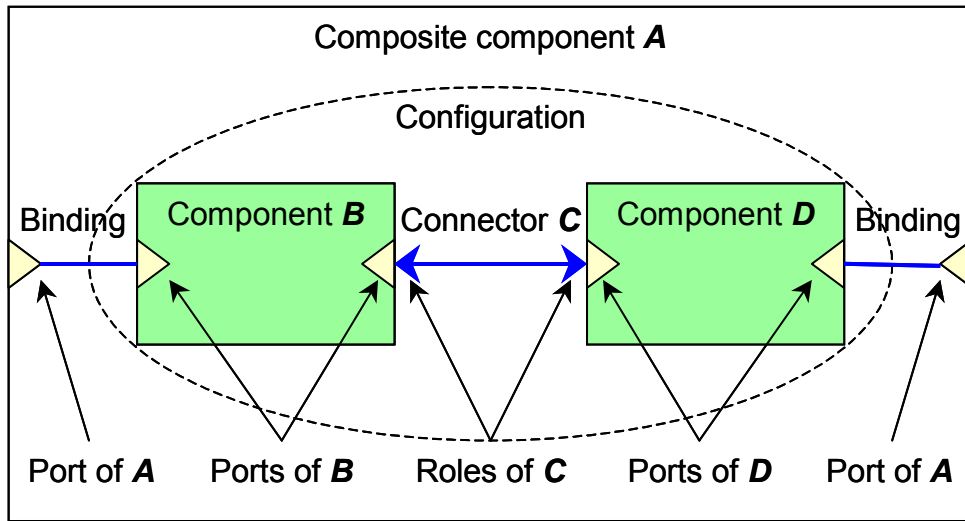 Composite component A
Configuration
Binding
Component B
Connector C
Component D
Binding
Port of A
Ports of B
Roles of C
Ports of D
Port of A